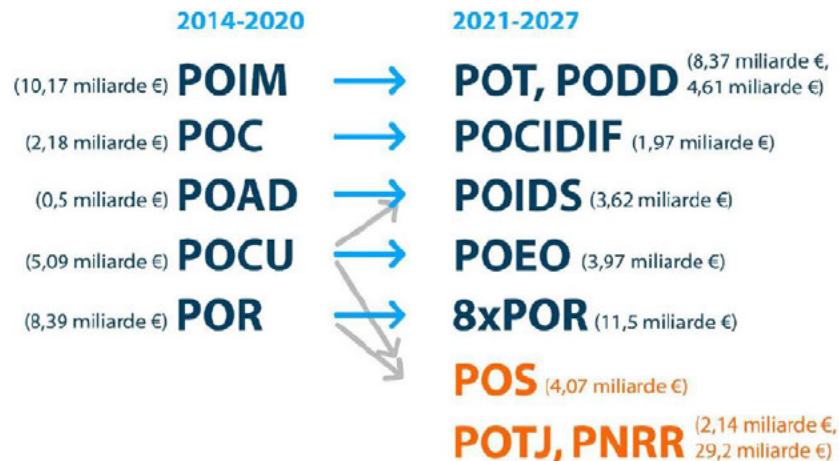 2014-2020 2021-2027
(10,17 miliarde €) POIM POT, PODD (8,37 miliarde €,
4,61 miliarde €)
(2,18 miliarde €) POC POCIDIF (1,97 miliarde €)
(0,5 miliarde €) POAD POIDS (3,62 miliarde €)
(5,09 miliarde €) POCU POEO (3,97 miliarde €)
(8,39 miliarde €) POR 8xPOR (11,5 miliarde €)
POS (4,07 miliarde €)
POTJ, PNRR (2,14 miliarde €,
29,2 miliarde €)